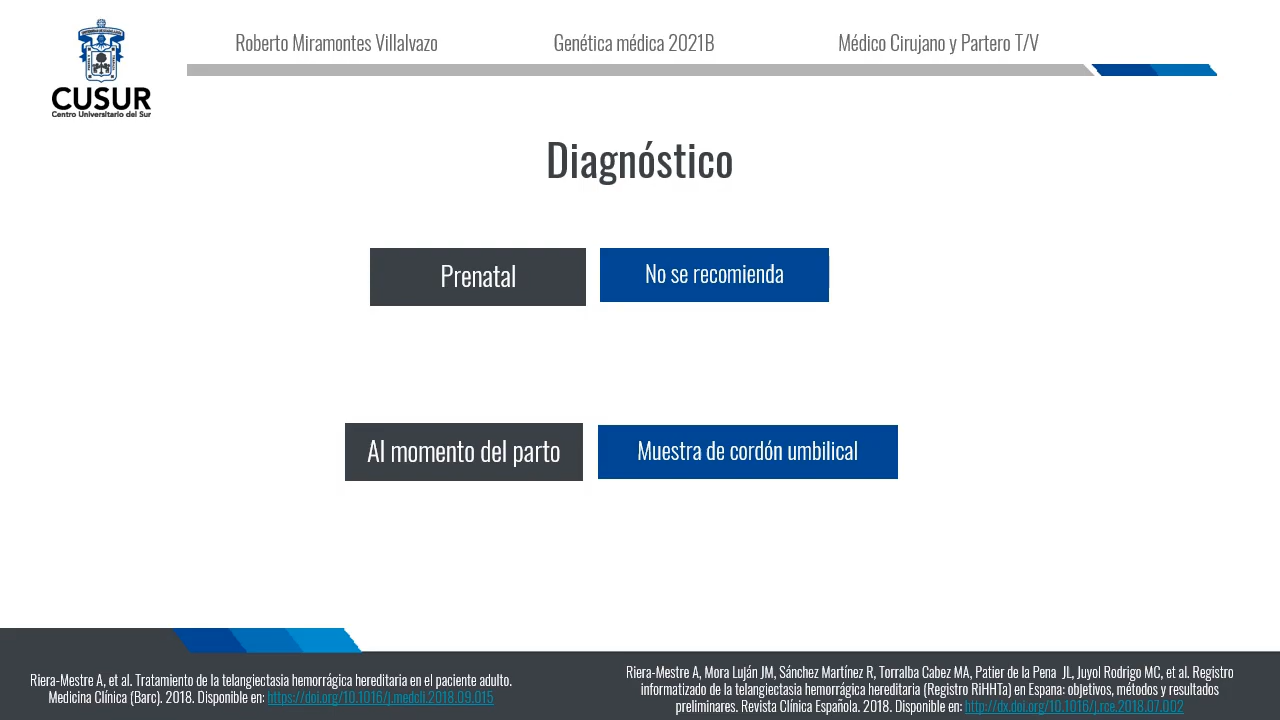 Roberto Miramontes Villalvazo
Genética médica 2021B
Médico Cirujano y Partero T/V
CUSUR
Centro Universitario del Sur
Diagnóstico
Prenatal
No se recomienda
Al momento del parto
Muestra de cordón umbilical
Riera-Mestre A, et al. Tratamiento de la telangiectasia hemorrágica hereditaria en el paciente adulto.
Medicina Clínica (Barc). 2018. Disponible en: https://doi.org/10.1016/j.medcli.2018.09.015
Riera-Mestre A, Mora Luján JM, Sánchez Martínez R, Torralba Cabez MA, Patier de la Pena JL, Juyol Rodrigo MC, et al. Registro
informatizado de la telangiectasia hemorrágica hereditaria (Registro RiHHTa) en Espana: objetivos, métodos y resultados
preliminares. Revista Clínica Española. 2018. Disponible en: http://dx.doi.org/10.1016/j.rce.2018.07.002